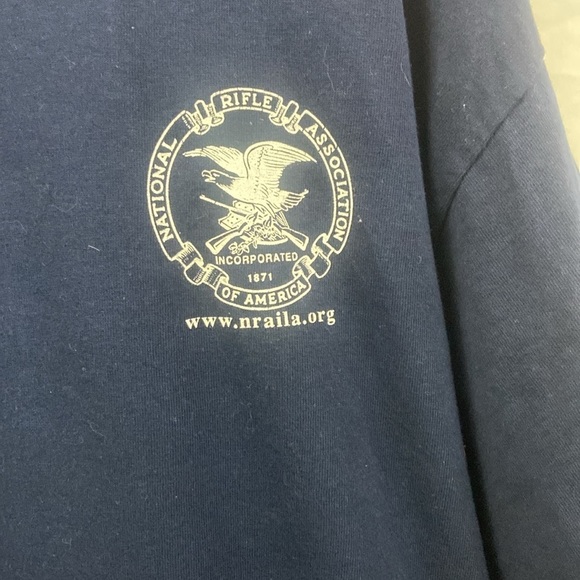 NATIONAL RIFLE ASSOCIATION
INCORPORATED
1871
OF AMERICA
www.nraila.org